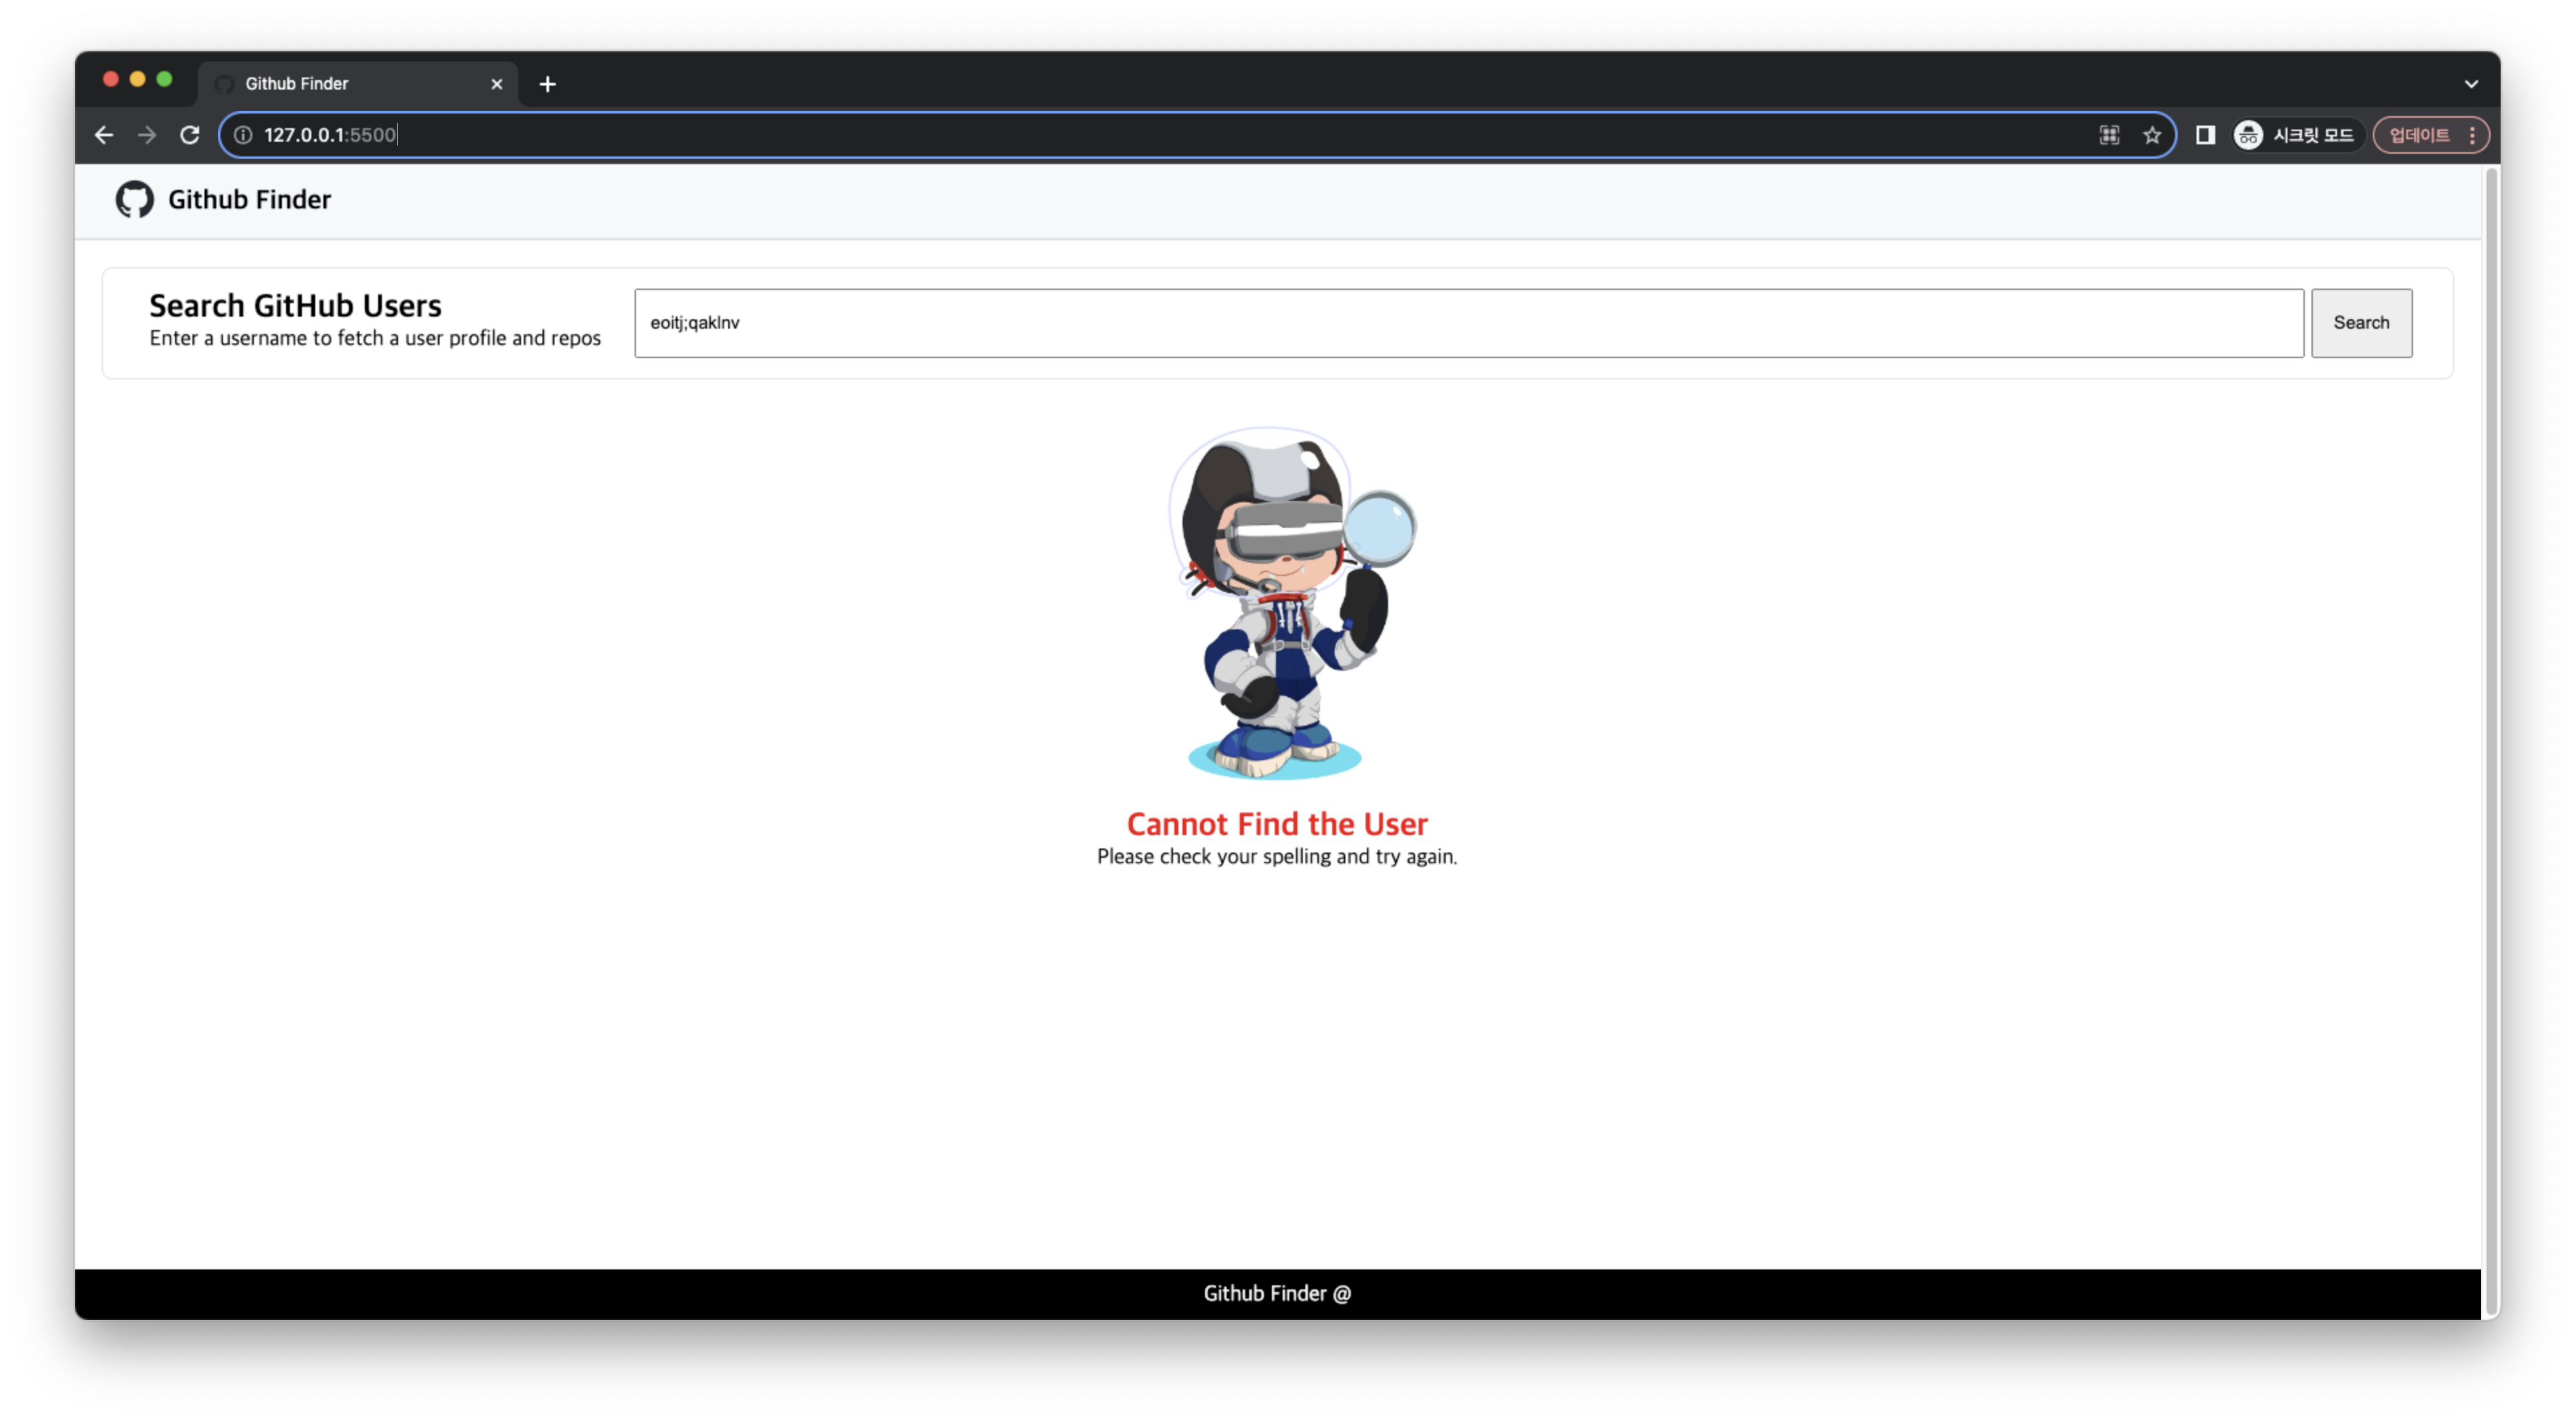 Github Finder
127.0.0.1:5500
시크릿 모드
업데이트
Github Finder
Search GitHub Users
Enter a username to fetch a user profile and repos
eoitj;qaklnv
Search
Cannot Find the User
Please check your spelling and try again.
Github Finder @